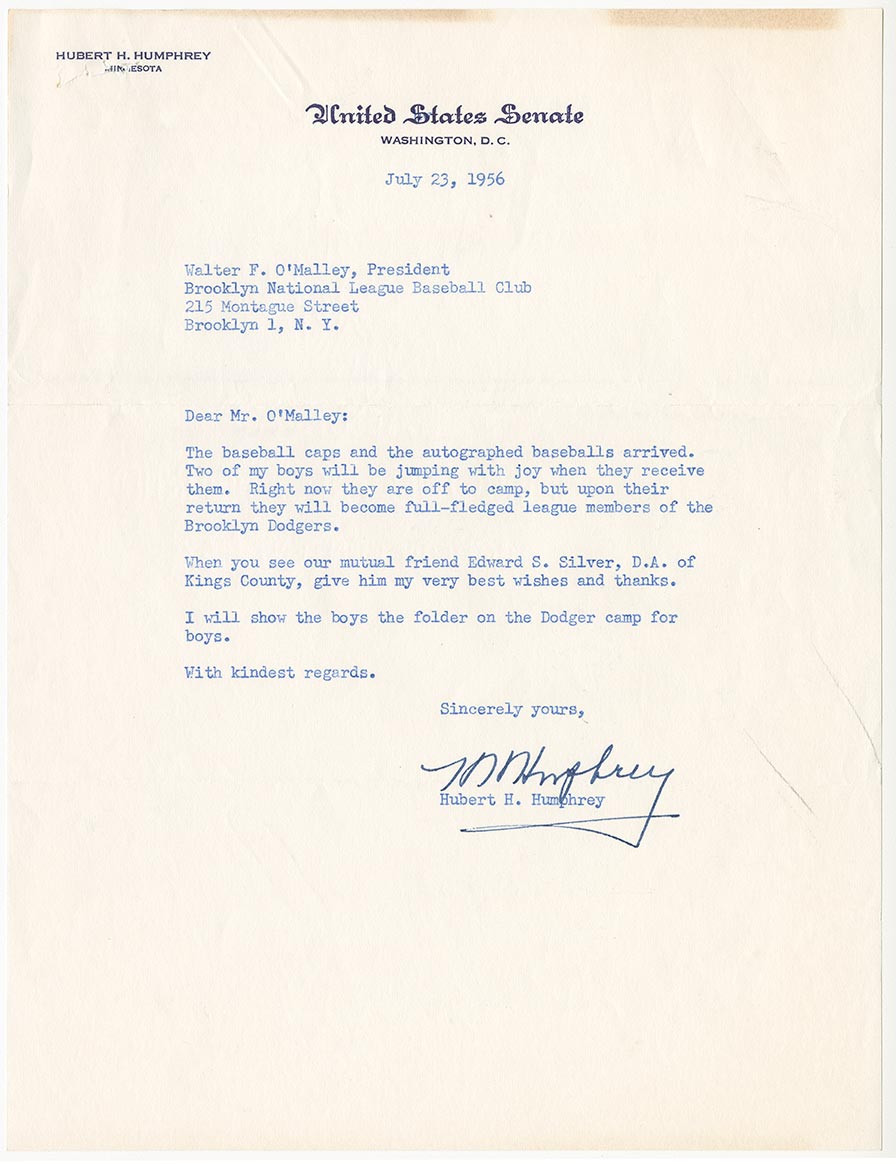 HUBERT H. HUMPHREY
MINNESOTA
United States Senate
WASHINGTON, D. C.
July 23, 1956
Walter F. O'Malley, President
Brooklyn National League Baseball Club
215 Montague Street
Brooklyn 1, N. Y.
Dear Mr. O'Malley:
The baseball caps and the autographed baseballs arrived.
Two of my boys will be jumping with joy when they receive
them.  Right now they are off to camp, but upon their
return they will become full-fledged league members of the
Brooklyn Dodgers.
When you see our mutual friend Edward S. Silver, D.A. of
Kings County, give him my very best wishes and thanks.
I will show the boys the folder on the Dodger camp for
boys.
With kindest regards.
Sincerely yours,
HHHumphrey
Hubert H. Humphrey